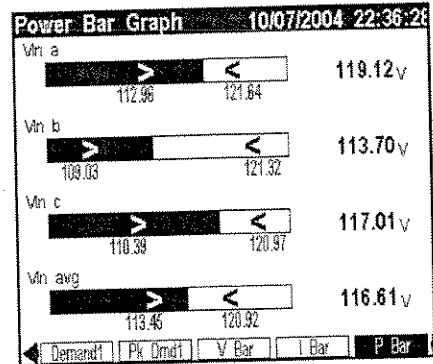 Power Bar Graph 10/07/2004 22:36:28
Vln a
> < 119.12V
112.96 121.64
Vln b
> < 113.70V
109.03 121.32
Vln c
> < 117.01V
110.39 120.97
Vln avg
> < 116.61V
113.45 120.92
Demand1 Pk Dmd1 V Bar I Bar P Bar